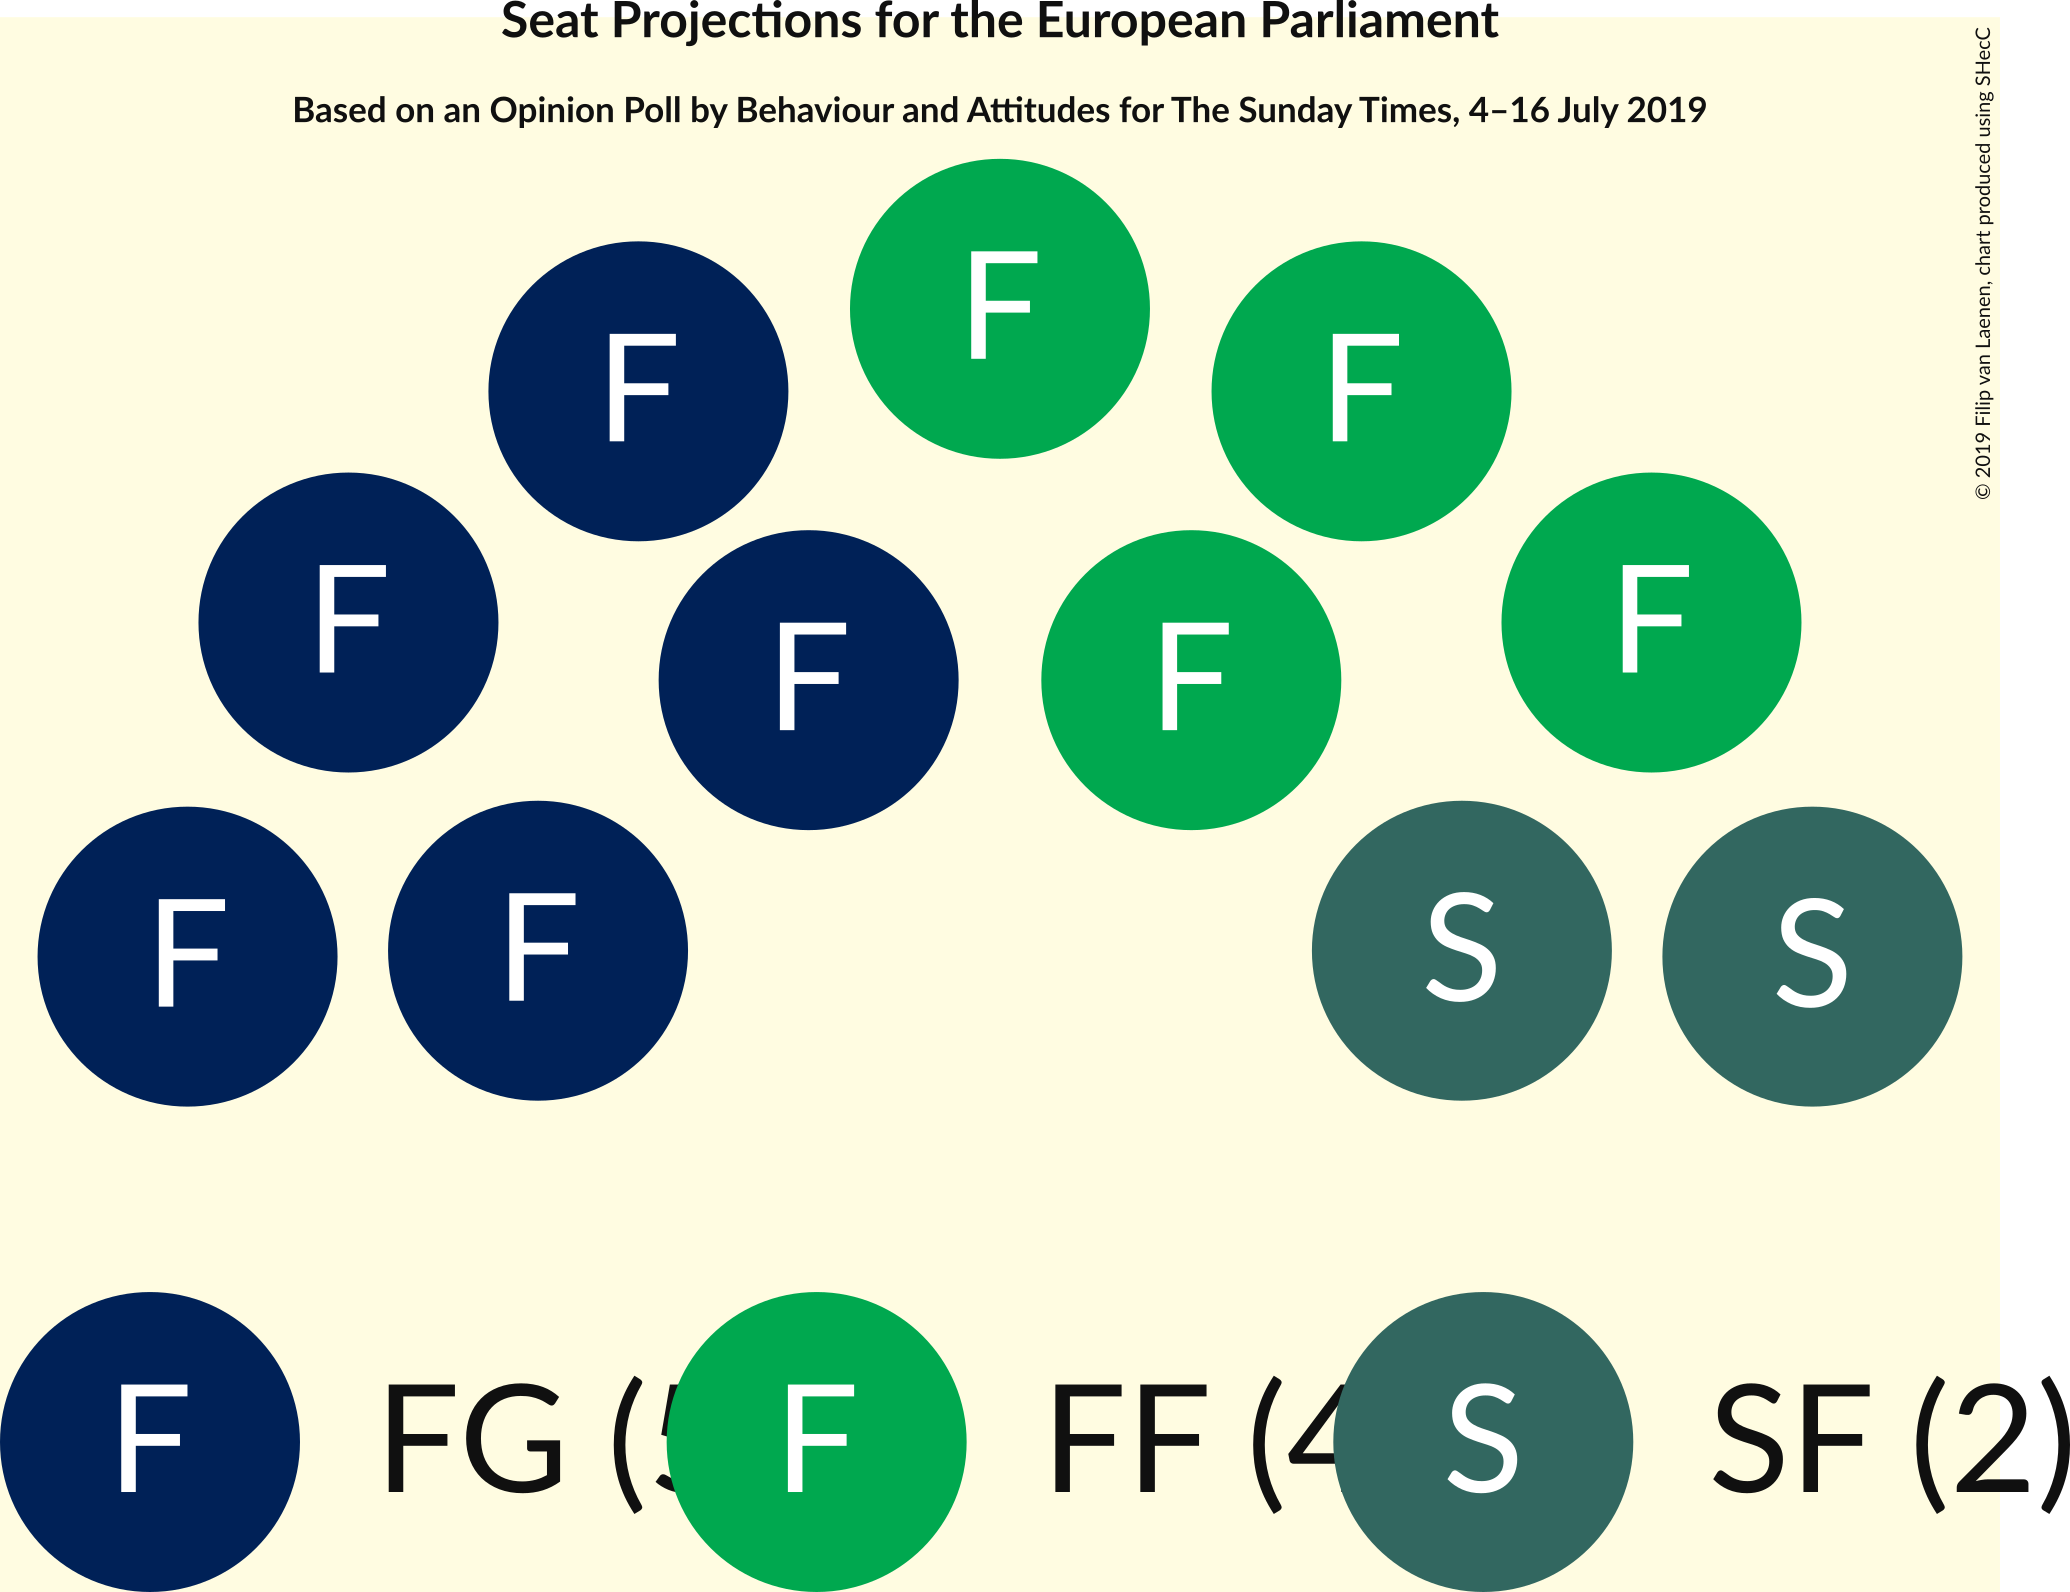 Seat Projections for the European Parliament
Based on an Opinion Poll by Behaviour and Attitudes for The Sunday Times, 4–16 July 2019
© 2019 Filip van Laenen, chart produced using SHecC
F
F F
F F
F F
F F S S
F FG (5 F FF (4 S SF (2)